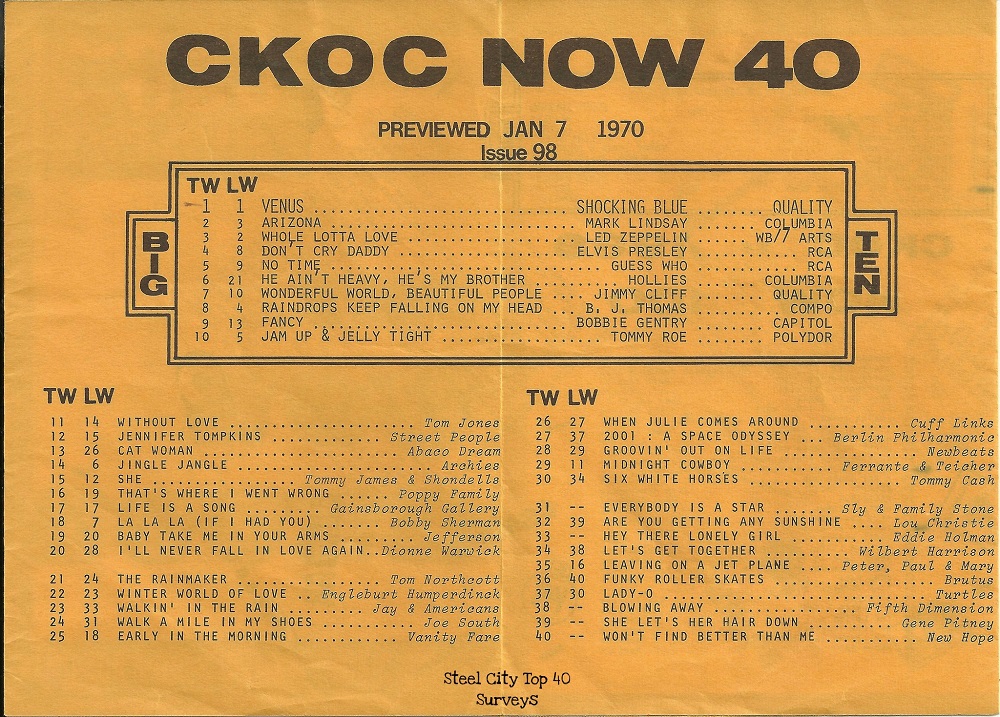 CKOC NOW 40
PREVIEWED JAN 7 1970
Issue 98
BIG
TEN
TW LW
1 1 VENUS .............................. SHOCKING BLUE ........ QUALITY
2 3 ARIZONA .............................. MARK LINDSAY ....... COLUMBIA
3 2 WHOLE LOTTA LOVE .................... LED ZEPPELIN ...... WB/7 ARTS
4 8 DON'T CRY DADDY ..................... ELVIS PRESLEY ............ RCA
5 9 NO TIME ................................ GUESS WHO ............ RCA
6 21 HE AIN'T HEAVY, HE'S MY BROTHER ......... HOLLIES ....... COLUMBIA
7 10 WONDERFUL WORLD, BEAUTIFUL PEOPLE .... JIMMY CLIFF ....... QUALITY
8 4 RAINDROPS KEEP FALLING ON MY HEAD ... B. J. THOMAS .......... COMPO
9 13 FANCY .............................. BOBBIE GENTRY ........ CAPITOL
10 5 JAM UP & JELLY TIGHT .................. TOMMY ROE ........ POLYDOR
TW LW
11 14 WITHOUT LOVE .................... Tom Jones
12 15 JENNIFER TOMPKINS ............ Street People
13 26 CAT WOMAN ..................... Abaco Dream
14 6 JINGLE JANGLE ...................... Archies
15 12 SHE ............... Tommy James & Shondells
16 19 THAT'S WHERE I WENT WRONG ..... Poppy Family
17 17 LIFE IS A SONG ........ Gainsborough Gallery
18 7 LA LA LA (IF I HAD YOU) ....... Bobby Sherman
19 20 BABY TAKE ME IN YOUR ARMS ........ Jefferson
20 28 I'LL NEVER FALL IN LOVE AGAIN..Dionne Warwick
21 24 THE RAINMAKER ................ Tom Northcott
22 23 WINTER WORLD OF LOVE .. Engleburt Humperdinck
23 33 WALKIN' IN THE RAIN ........ Jay & Americans
24 31 WALK A MILE IN MY SHOES .......... Joe South
25 18 EARLY IN THE MORNING ........... Vanity Fare
TW LW
26 27 WHEN JULIE COMES AROUND .......... Cuff Links
27 37 2001 : A SPACE ODYSSEY ... Berlin Philharmonic
28 29 GROOVIN' OUT ON LIFE ............. Newbeats
29 11 MIDNIGHT COWBOY ........ Ferrante & Teicher
30 34 SIX WHITE HORSES .............. Tommy Cash
31 -- EVERYBODY IS A STAR ...... Sly & Family Stone
32 39 ARE YOU GETTING ANY SUNSHINE .... Lou Christie
33 -- HEY THERE LONELY GIRL ......... Eddie Holman
34 38 LET'S GET TOGETHER ......... Wilbert Harrison
35 16 LEAVING ON A JET PLANE .... Peter, Paul & Mary
36 40 FUNKY ROLLER SKATES ................ Brutus
37 30 LADY-O ............................ Turtles
38 -- BLOWING AWAY ............. Fifth Dimension
39 -- SHE LET'S HER HAIR DOWN ........ Gene Pitney
40 -- WON'T FIND BETTER THAN ME .......... New Hope
Steel City Top 40
Surveys